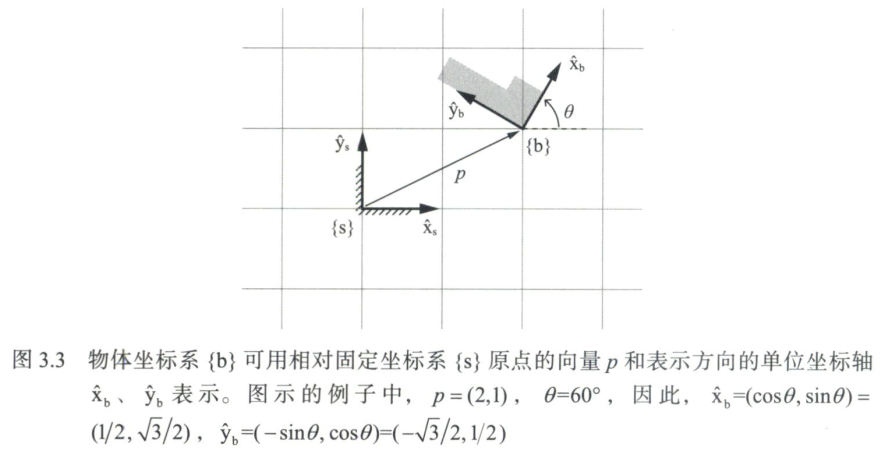 x̂b
ŷb
θ
ŷs
{b}
p
{s}
x̂s
图 3.3 物体坐标系 {b} 可用相对固定坐标系 {s} 原点的向量 p 和表示方向的单位坐标轴
x̂b、ŷb 表示。图示的例子中，p=(2,1)，θ=60°，因此，x̂b=(cosθ,sinθ)=
(1/2,√3/2)，ŷb=(−sinθ,cosθ)=(−√3/2,1/2)